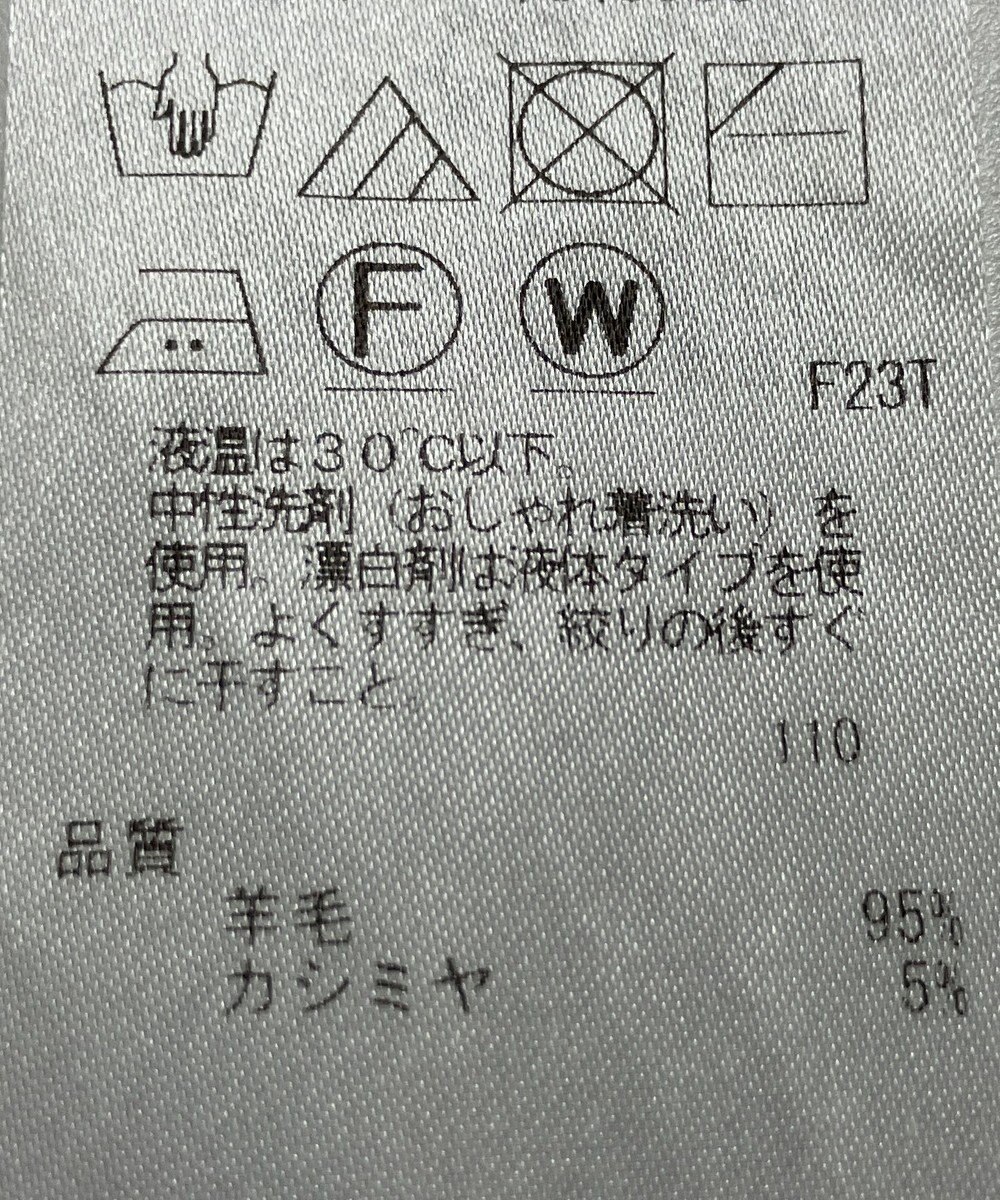 F
W
F23T
液温は30℃以下。
中性洗剤（おしゃれ着洗い）を
使用。漂白剤は液体タイプを使
用。よくすすぎ、絞りの後すぐ
に干すこと。
110
品質
羊毛 95%
カシミヤ 5%